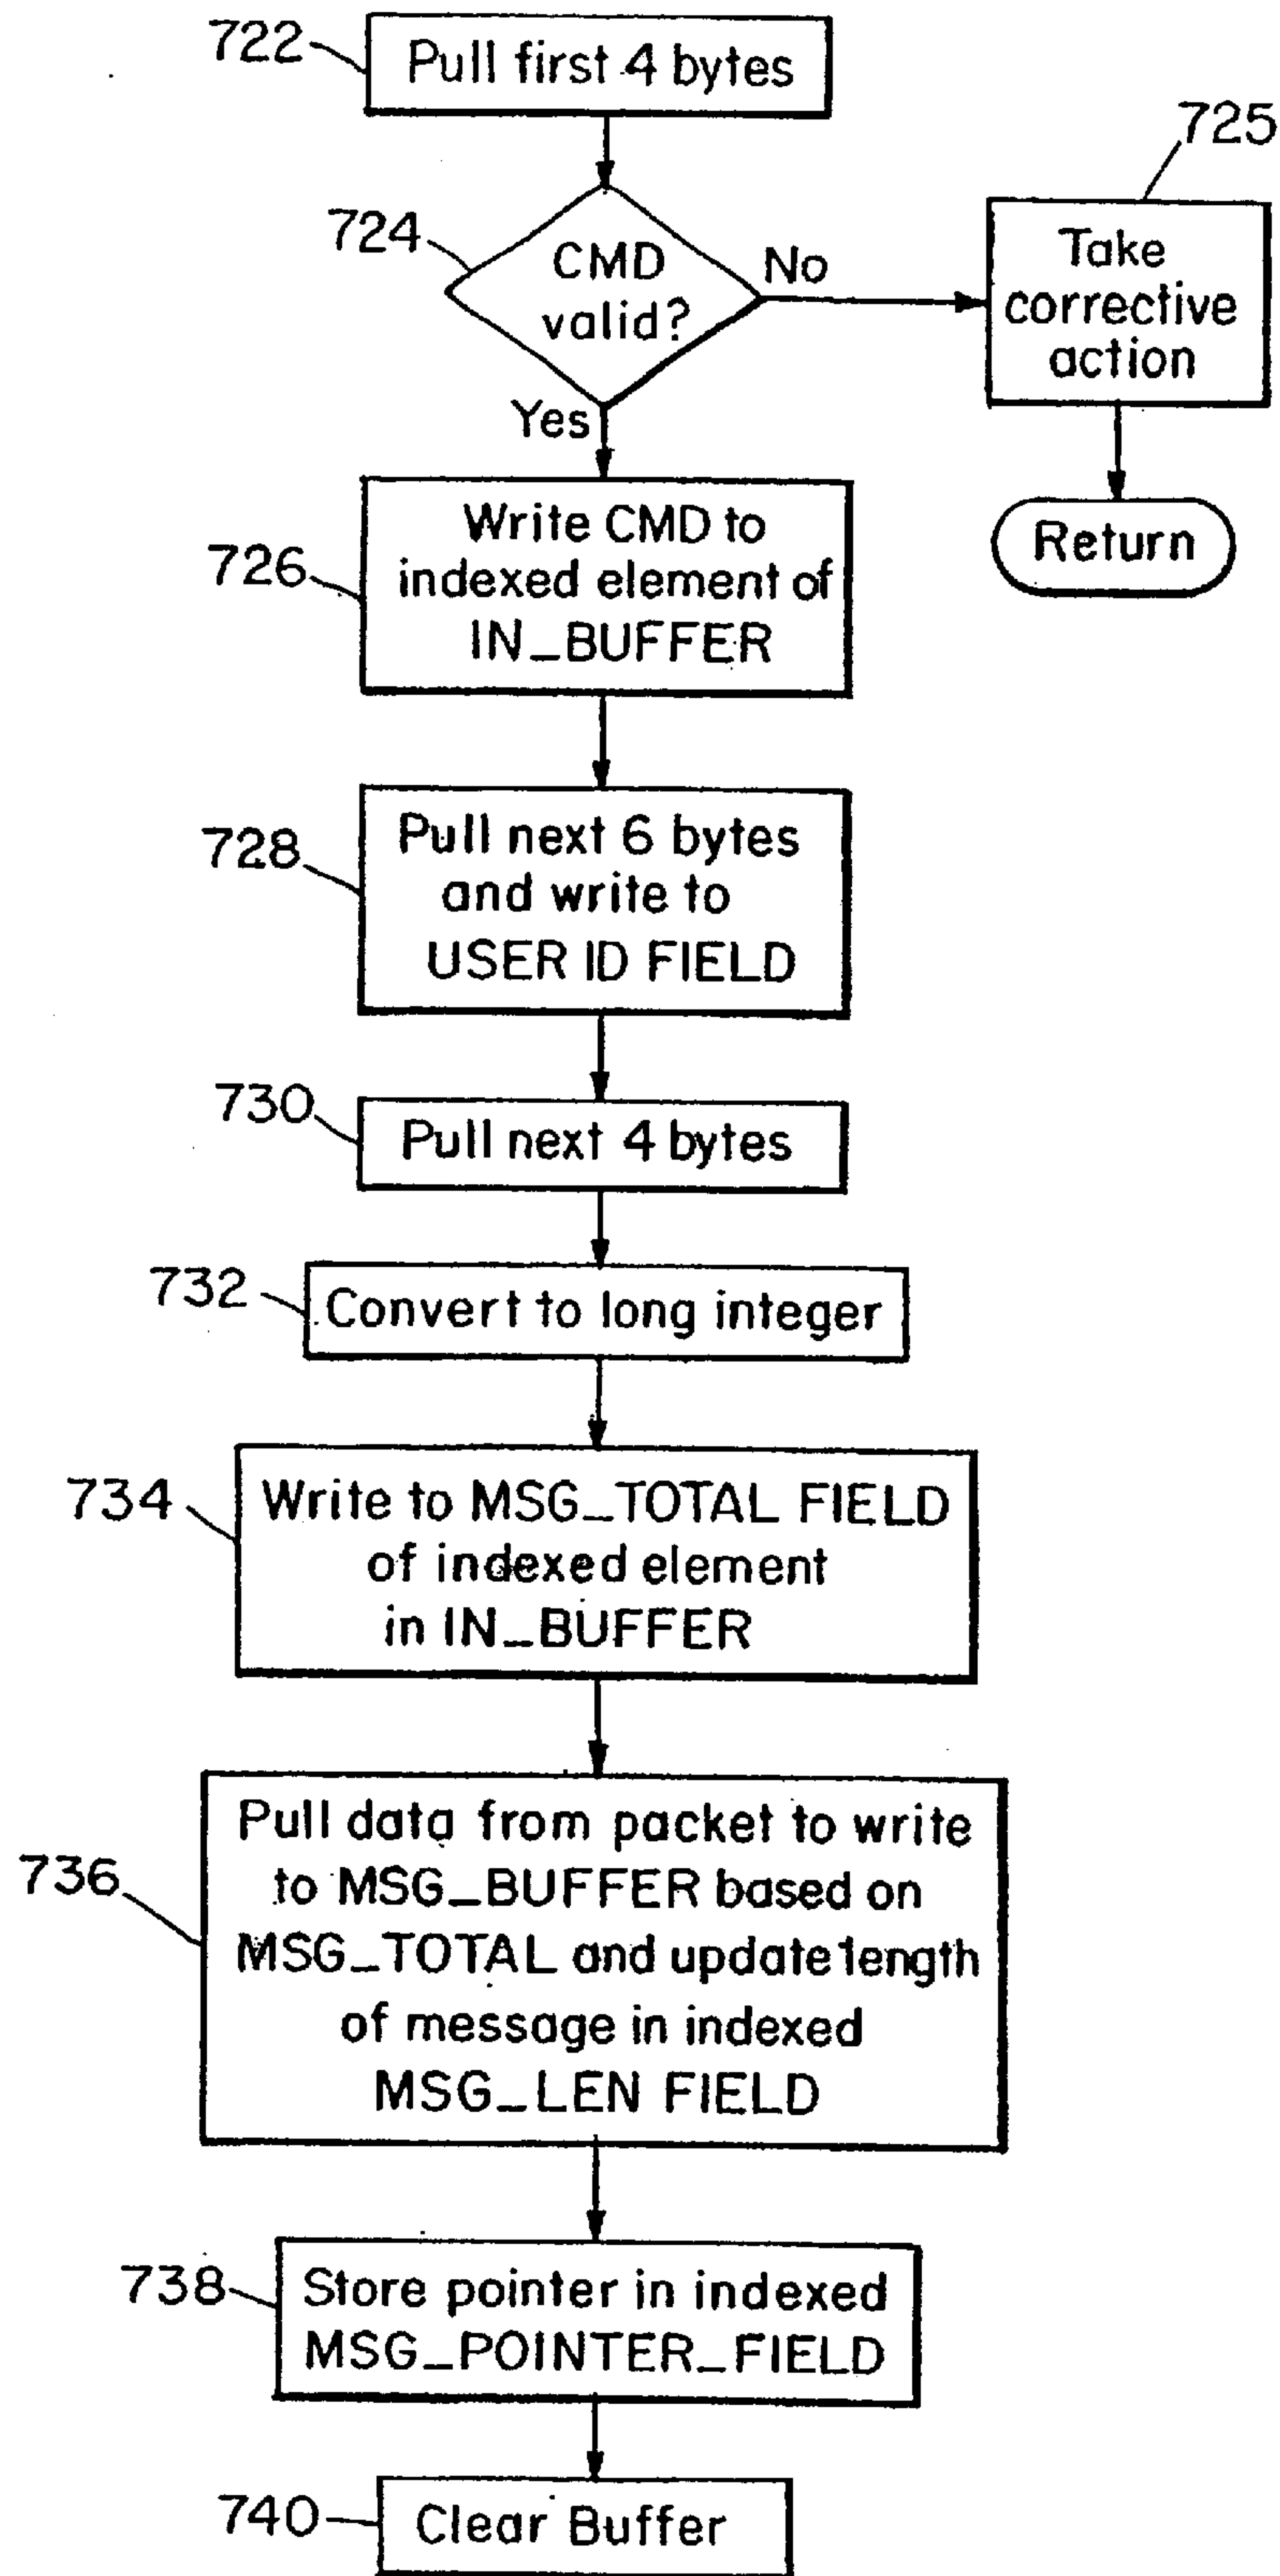 722
Pull first 4 bytes
725
724
CMD
valid?
No
Take
corrective
action
Yes
Return
726
Write CMD to
indexed element of
IN_BUFFER
728
Pull next 6 bytes
and write to
USER ID FIELD
730
Pull next 4 bytes
732
Convert to long integer
734
Write to MSG_TOTAL FIELD
of indexed element
in IN_BUFFER
736
Pull data from packet to write
to MSG_BUFFER based on
MSG_TOTAL and update length
of message in indexed
MSG_LEN FIELD
738
Store pointer in indexed
MSG_POINTER_FIELD
740
Clear Buffer